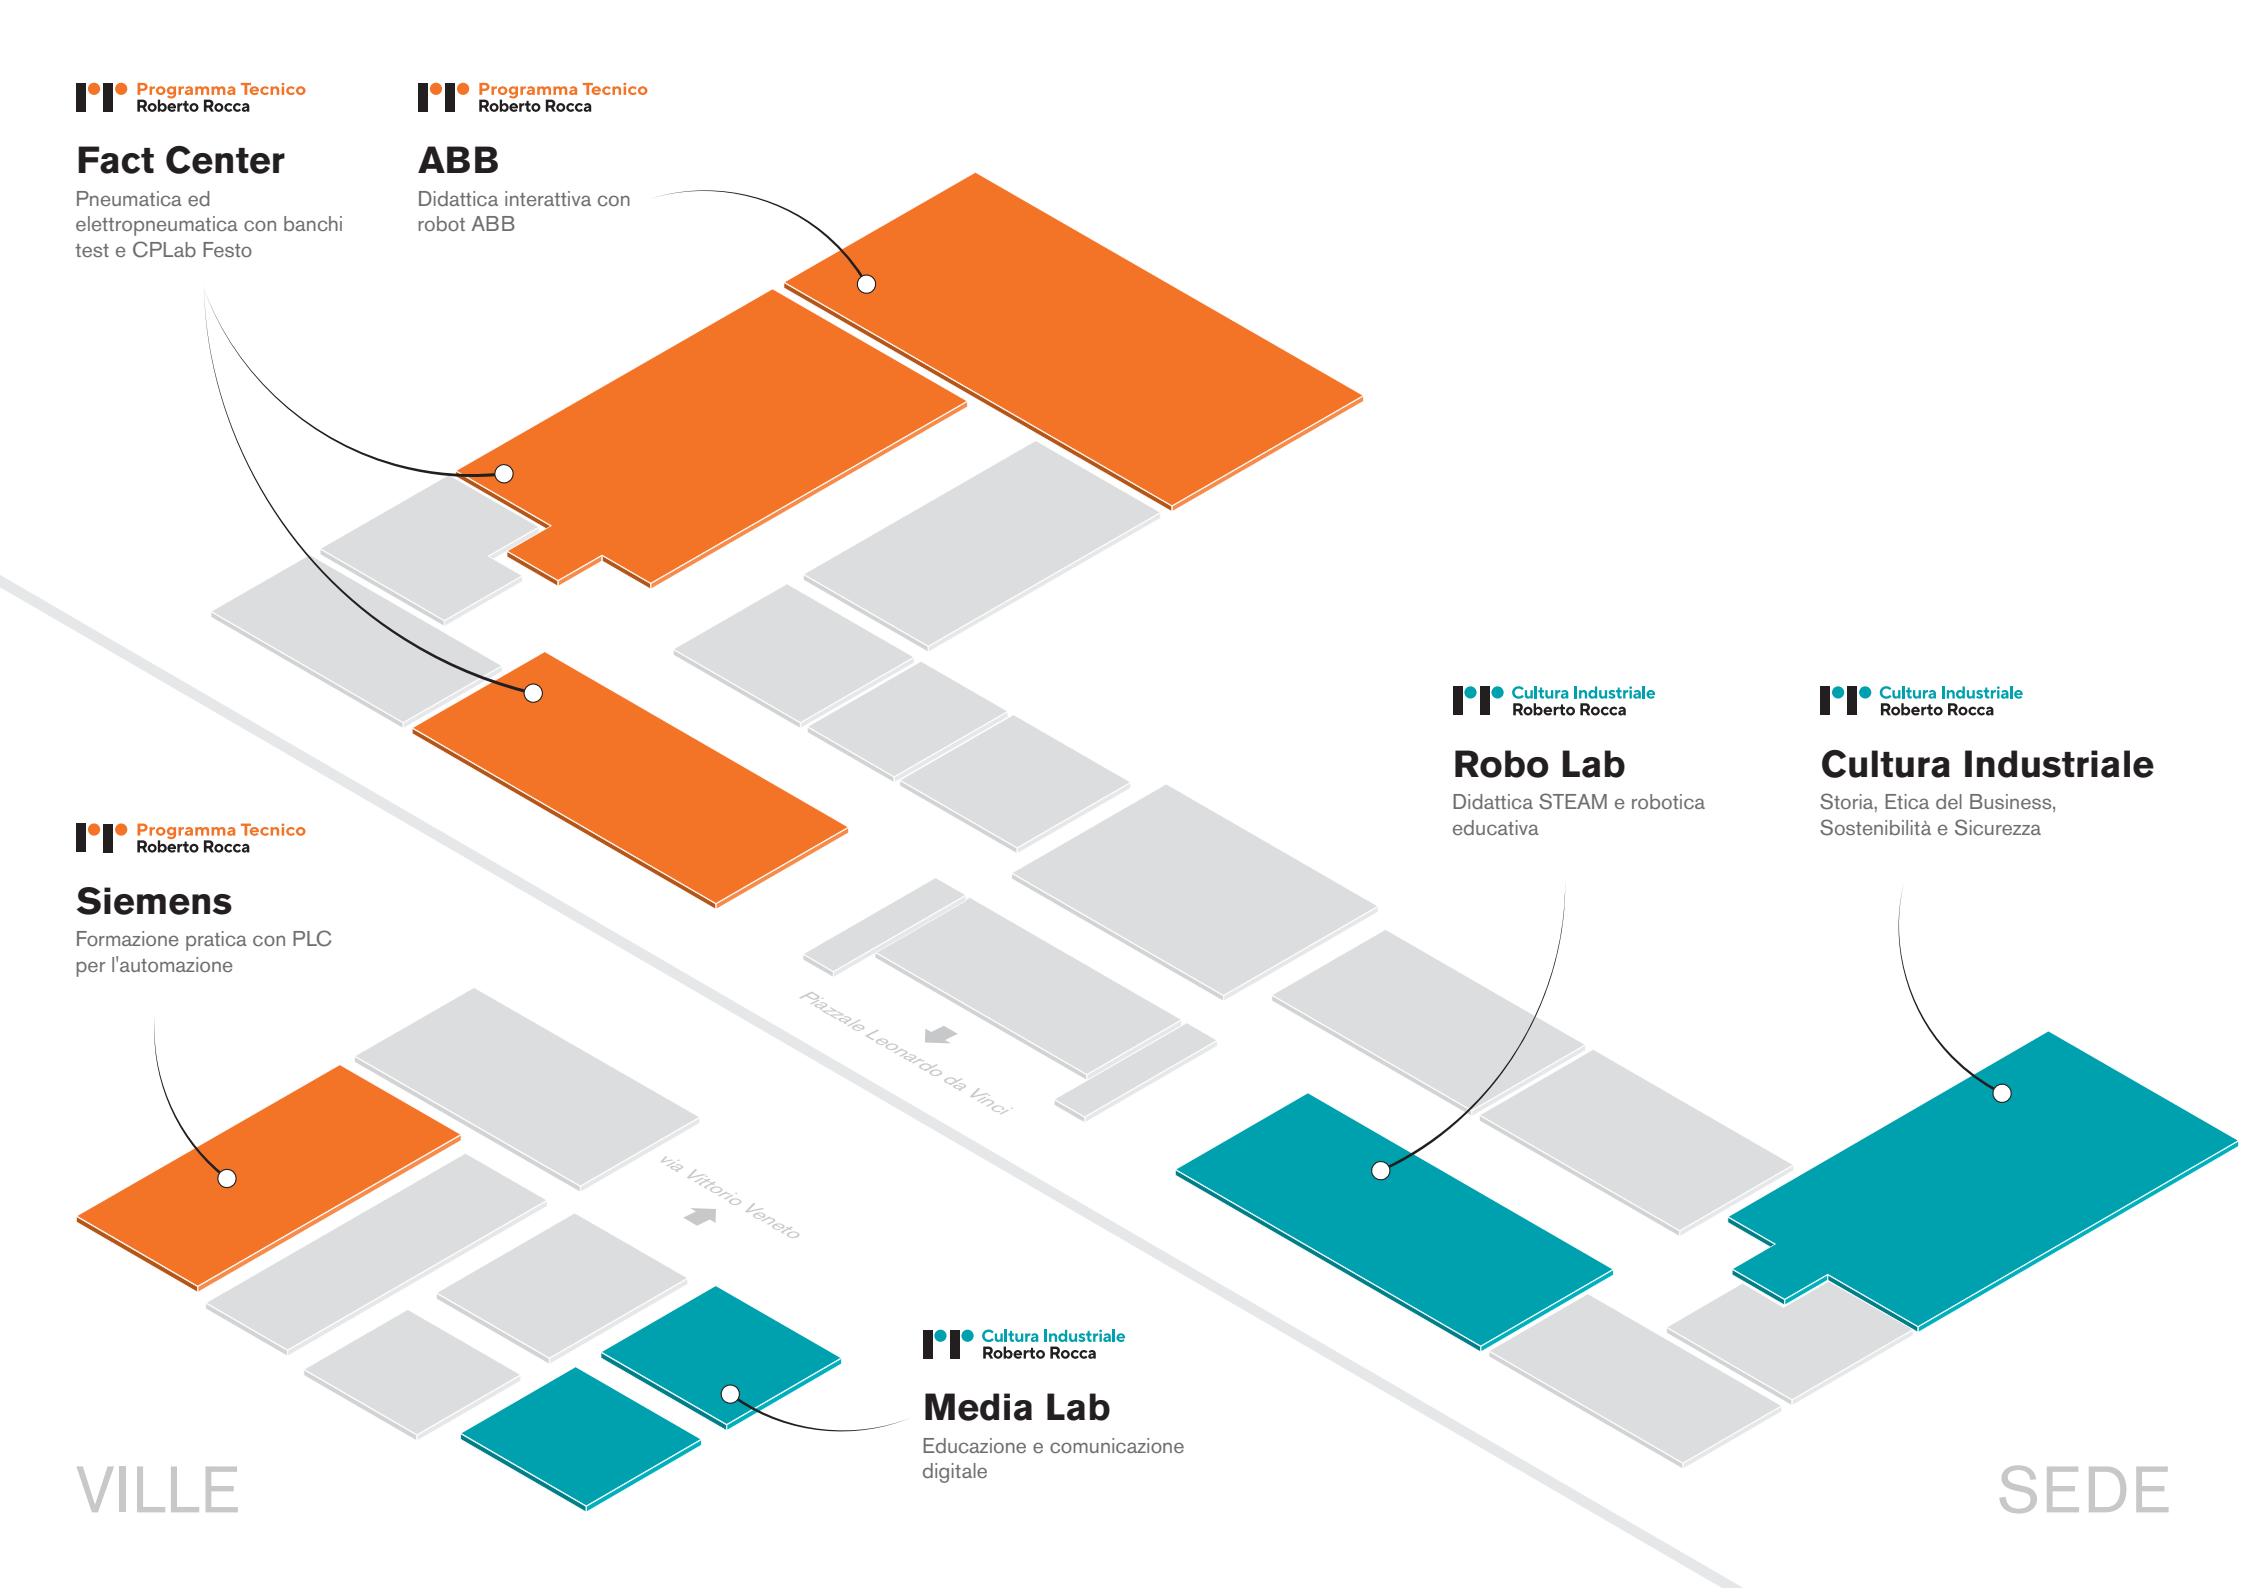 Programma Tecnico
Roberto Rocca
Fact Center
Pneumatica ed
elettropneumatica con banchi
test e CPLab Festo
Programma Tecnico
Roberto Rocca
ABB
Didattica interattiva con
robot ABB
Cultura Industriale
Roberto Rocca
Robo Lab
Didattica STEAM e robotica
educativa
Cultura Industriale
Roberto Rocca
Cultura Industriale
Storia, Etica del Business,
Sostenibilità e Sicurezza
Programma Tecnico
Roberto Rocca
Siemens
Formazione pratica con PLC
per l'automazione
Piazzale Leonardo da Vinci
via Vittorio Veneto
Cultura Industriale
Roberto Rocca
Media Lab
Educazione e comunicazione
digitale
VILLE
SEDE